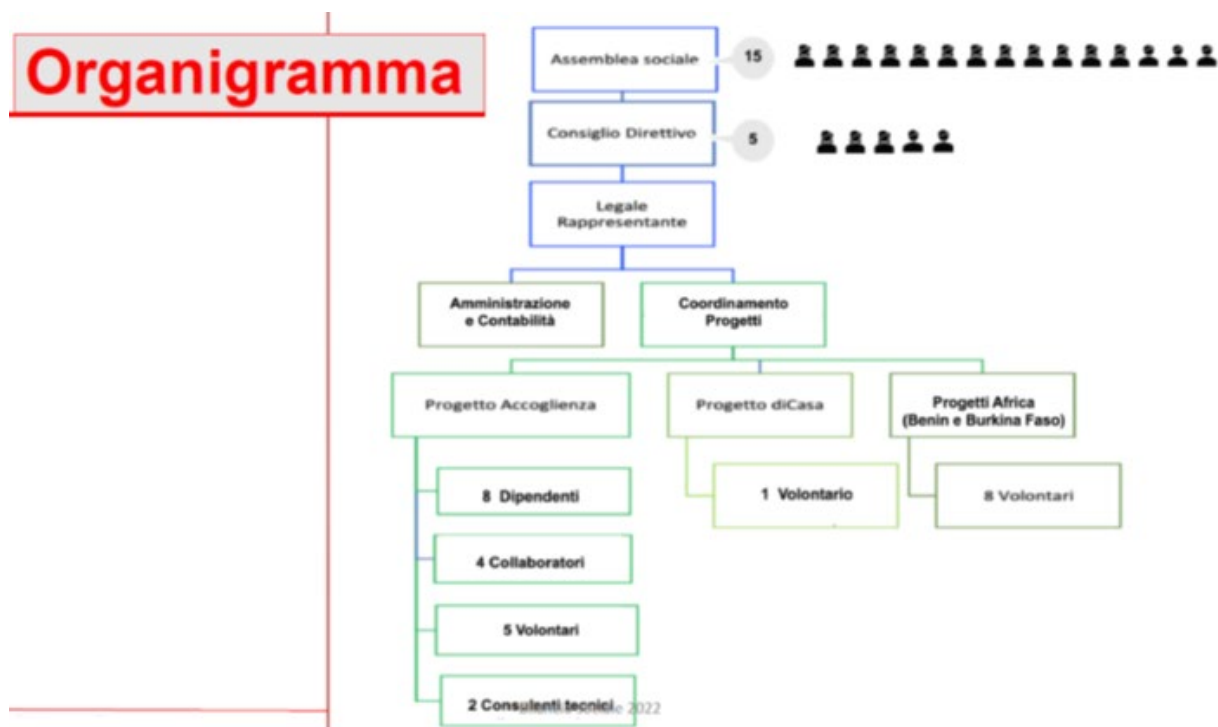 Organigramma
Assemblea sociale
15
Consiglio Direttivo
5
Legale
Rappresentante
Amministrazione
e Contabilità
Coordinamento
Progetti
Progetto Accoglienza
Progetto diCasa
Progetti Africa
(Benin e Burkina Faso)
8 Dipendenti
1 Volontario
8 Volontari
4 Collaboratori
5 Volontari
2 Consulenti tecnici
2022